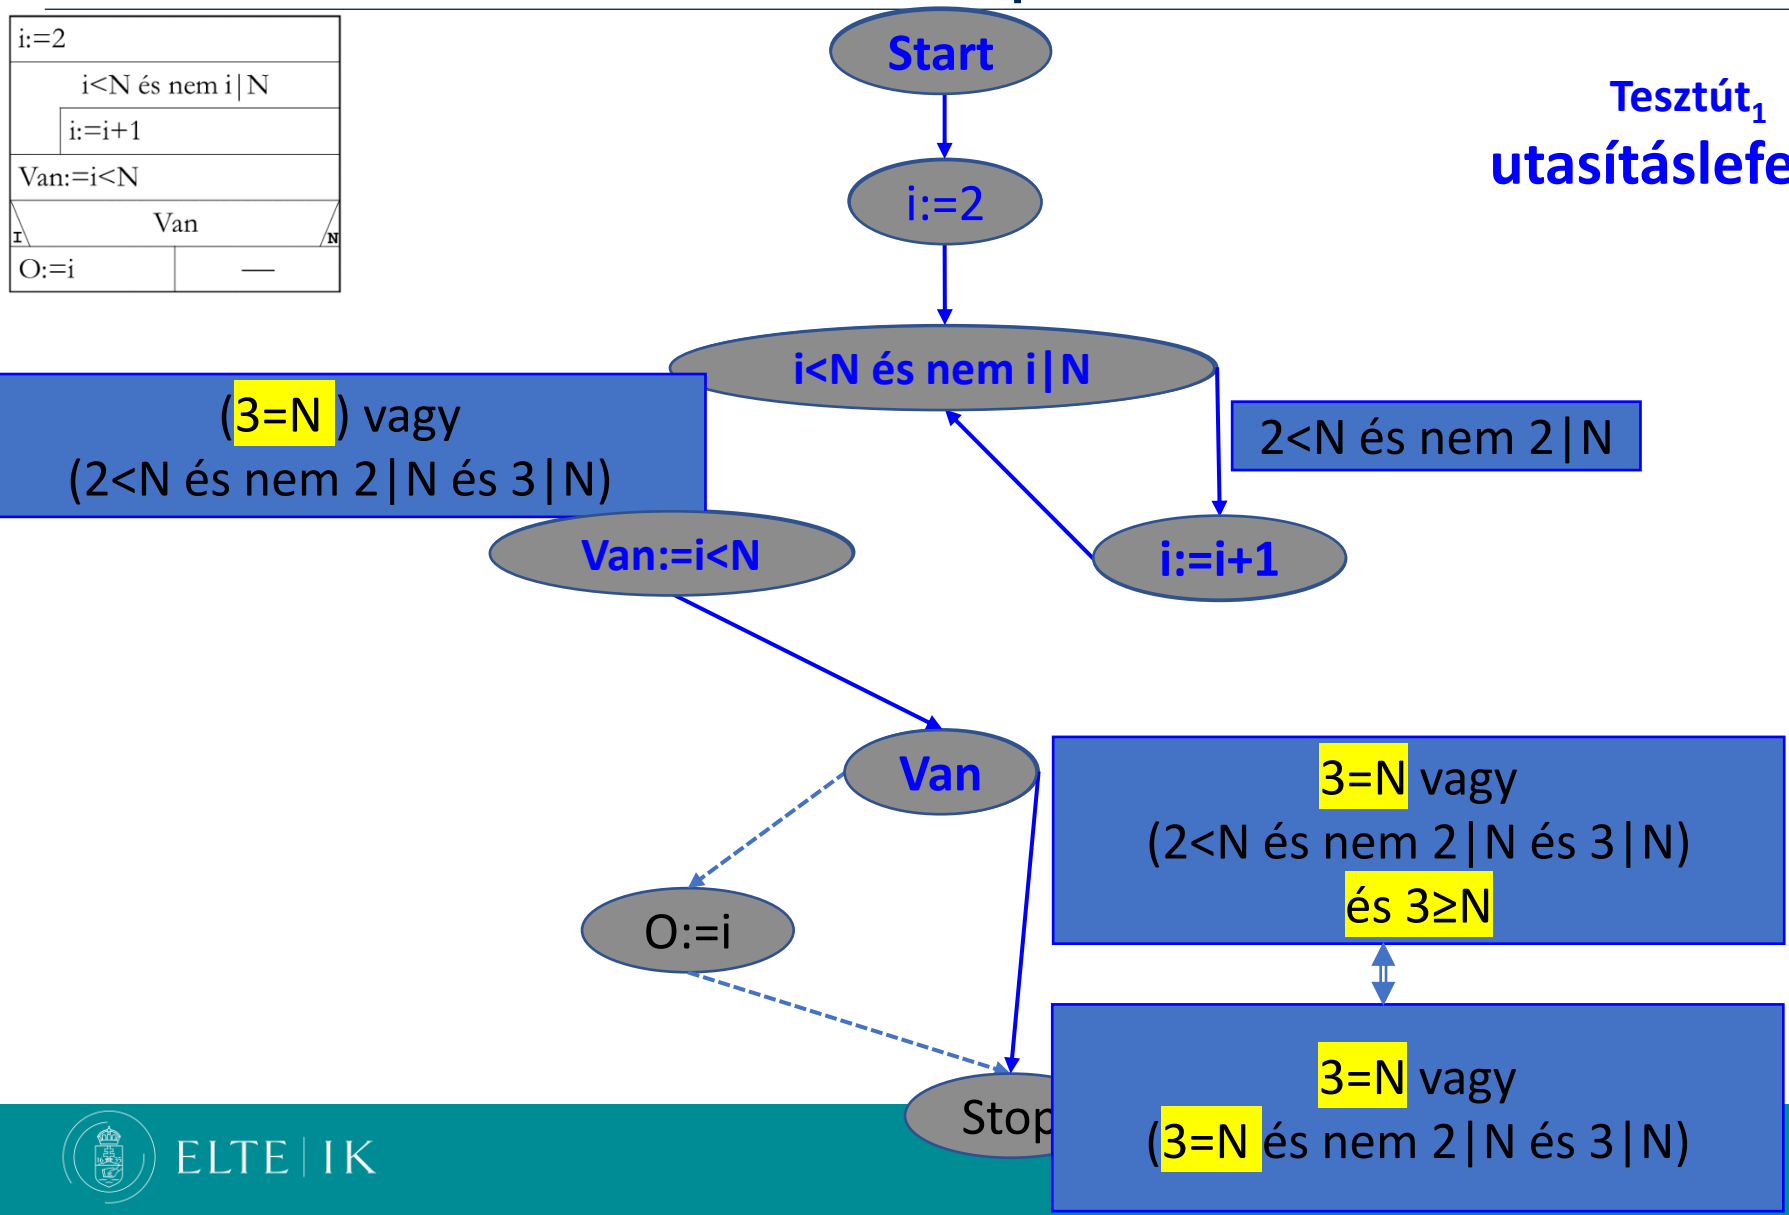 i:=2
i<N és nem i|N
i:=i+1
Van:=i<N
Van
I
N
O:=i
—
Start
Tesztút₁
i:=2
i<N és nem i|N
(3=N ) vagy
(2<N és nem 2|N és 3|N)
2<N és nem 2|N
Van:=i<N
i:=i+1
Van
3=N vagy
(2<N és nem 2|N és 3|N)
és 3≥N
O:=i
3=N vagy
(3=N és nem 2|N és 3|N)
Stop
ELTE | IK